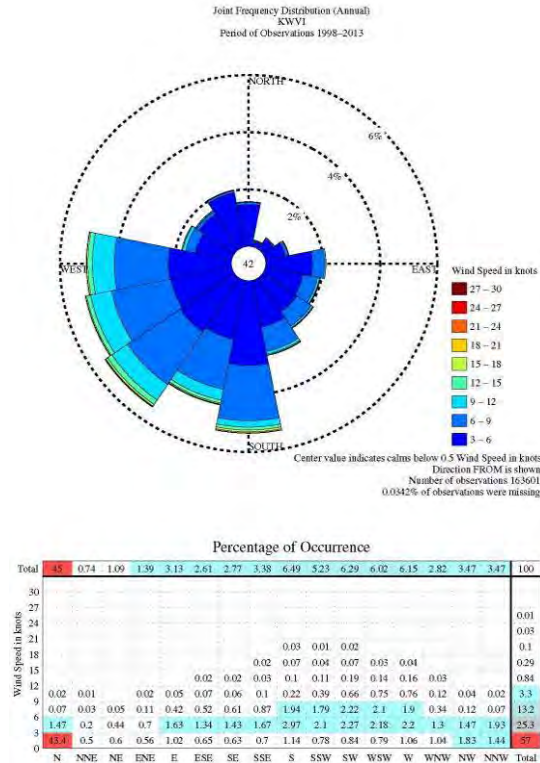 Joint Frequency Distribution (Annual)
KWVI
Period of Observations 1998–2013
NORTH
6%
4%
2%
42
WEST
EAST
SOUTH
Wind Speed in knots
27 – 30
24 – 27
21 – 24
18 – 21
15 – 18
12 – 15
9 – 12
6 – 9
3 – 6
Center value indicates calms below 0.5 Wind Speed in knots
Direction FROM is shown
Number of observations 163601
0.0342% of observations were missing
Percentage of Occurrence
Total 45 0.74 1.09 1.39 3.13 2.61 2.77 3.38 6.49 5.23 6.29 6.02 6.15 2.82 3.47 3.47 100
Wind Speed in knots
30
27 0.01
24 0.03
21 0.03 0.01 0.02 0.1
18 0.02 0.07 0.04 0.07 0.03 0.04 0.29
15 0.02 0.02 0.03 0.1 0.11 0.19 0.14 0.16 0.03 0.84
12 0.02 0.01 0.02 0.05 0.07 0.06 0.1 0.22 0.39 0.66 0.75 0.76 0.12 0.04 0.02 3.3
9 0.07 0.03 0.05 0.11 0.42 0.52 0.61 0.87 1.94 1.79 2.22 2.1 1.9 0.34 0.12 0.07 13.2
6 1.47 0.2 0.44 0.7 1.63 1.34 1.43 1.67 2.97 2.1 2.27 2.18 2.2 1.3 1.47 1.93 25.3
3 43.4 0.5 0.6 0.56 1.02 0.65 0.63 0.7 1.14 0.78 0.84 0.79 1.06 1.04 1.83 1.44 57
0
N NNE NE ENE E ESE SE SSE S SSW SW WSW W WNW NW NNW Total